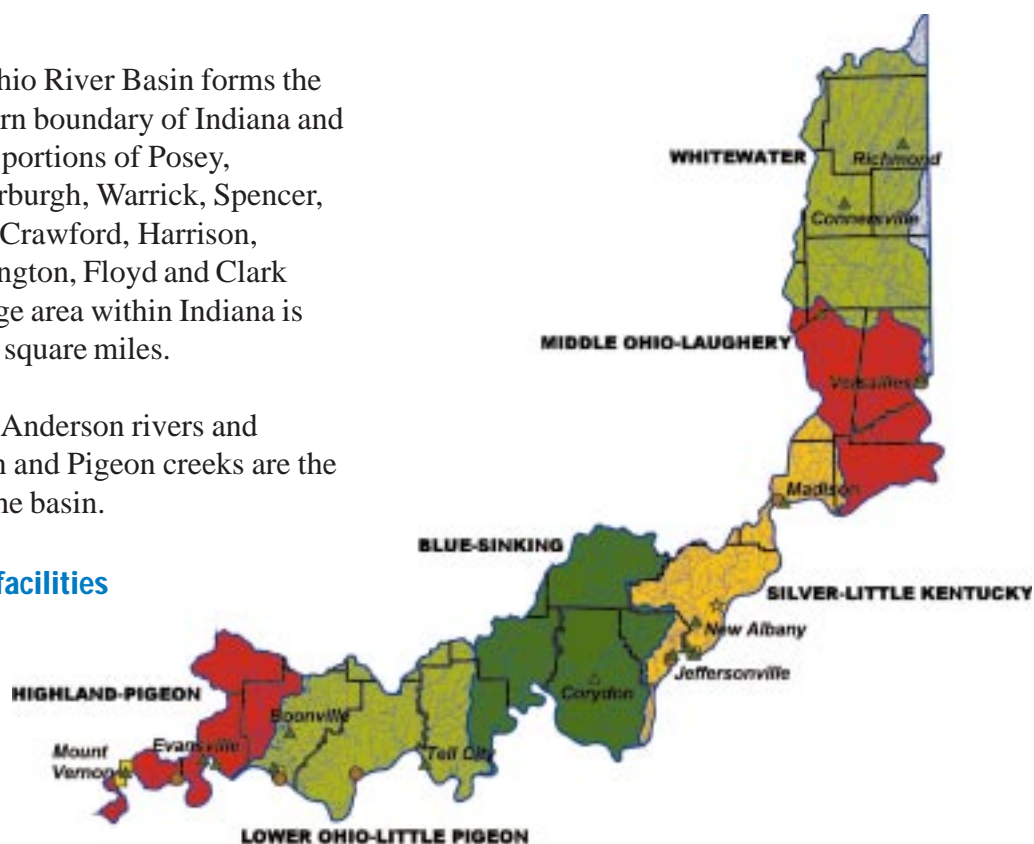 hio River Basin forms the
ern boundary of Indiana and
portions of Posey,
rburgh, Warrick, Spencer,
Crawford, Harrison,
ngton, Floyd and Clark
ge area within Indiana is
square miles.
Anderson rivers and
n and Pigeon creeks are the
ne basin.
facilities
WHITEWATER
Richmond
Connersville
MIDDLE OHIO-LAUGHERY
Versailles
Madison
BLUE-SINKING
SILVER-LITTLE KENTUCKY
New Albany
Jeffersonville
Corydon
HIGHLAND-PIGEON
Boonville
Evansville
Mount
Vernon
Tell City
LOWER OHIO-LITTLE PIGEON